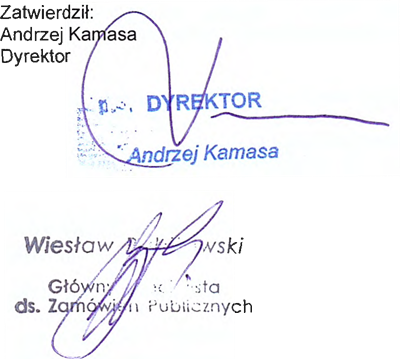 Zatwierdził:
Andrzej Kamasa
Dyrektor
p.o. DYREKTOR
Andrzej Kamasa
Wiesław
Główny
ds. Zamówień Publicznych